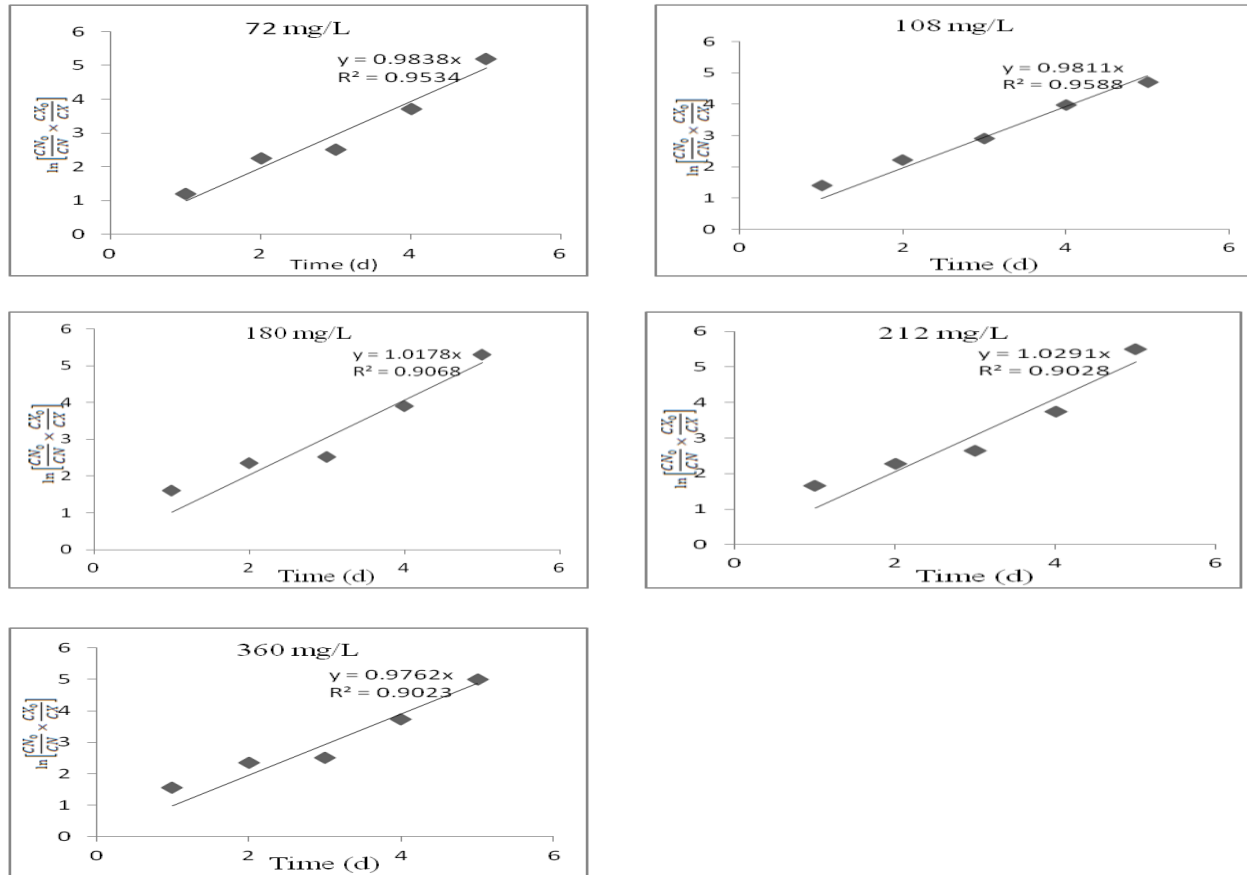 72 mg/L
y = 0.9838x
R² = 0.9534
ln[CN₀/CN × CX₀/CX]
6
5
4
3
2
1
0
0 2 4 6
Time (d)
108 mg/L
y = 0.9811x
R² = 0.9588
ln[CN₀/CN × CX₀/CX]
6
5
4
3
2
1
0
0 2 4 6
Time (d)
180 mg/L
y = 1.0178x
R² = 0.9068
ln[CN₀/CN × CX₀/CX]
6
5
4
3
2
1
0
0 2 4 6
Time (d)
212 mg/L
y = 1.0291x
R² = 0.9028
ln[CN₀/CN × CX₀/CX]
6
5
4
3
2
1
0
0 2 4 6
Time (d)
360 mg/L
y = 0.9762x
R² = 0.9023
ln[CN₀/CN × CX₀/CX]
6
5
4
3
2
1
0
0 2 4 6
Time (d)